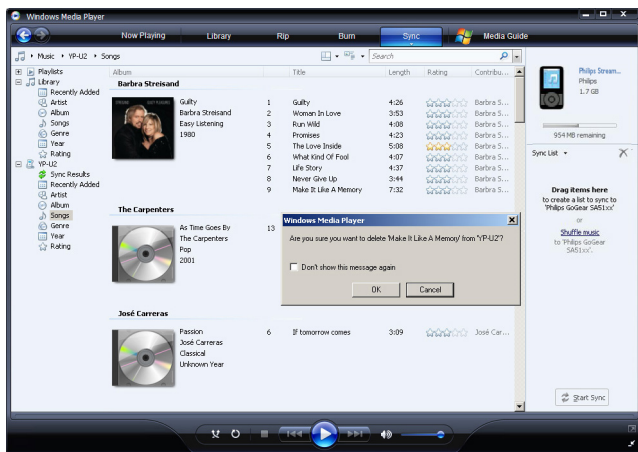 Windows Media Player
Now Playing Library Rip Burn Sync Media Guide
Music YP-U2 Songs
Search
Playlists
Library
Recently Added
Artist
Album
Songs
Genre
Year
Rating
YP-U2
Sync Results
Recently Added
Artist
Album
Songs
Genre
Year
Rating
Album Title Length Rating Contribu...
Barbra Streisand
Guilty
Barbra Streisand
Easy Listening
1980
1 Guilty 4:26 Barbra S...
2 Woman In Love 3:53 Barbra S...
3 Run Wild 4:08 Barbra S...
4 Promises 4:23 Barbra S...
5 The Love Inside 5:08 Barbra S...
6 What Kind Of Fool 4:07 Barbra S...
7 Life Story 4:37 Barbra S...
8 Never Give Up 3:44 Barbra S...
9 Make It Like A Memory 7:32 Barbra S...
The Carpenters
As Time Goes By
The Carpenters
Pop
2001
13
Windows Media Player
Are you sure you want to delete 'Make It Like A Memory' from 'YP-U2'?
Don't show this message again
OK Cancel
José Carreras
Passion
José Carreras
Classical
Unknown Year
6 If tomorrow comes 3:09 José Car...
Philips Stream...
Philips
1.7 GB
954 MB remaining
Sync List
Drag items here
to create a list to sync to
'Philips GoGear SA51xx'
or
Shuffle music
to 'Philips GoGear
SA51xx'.
Start Sync